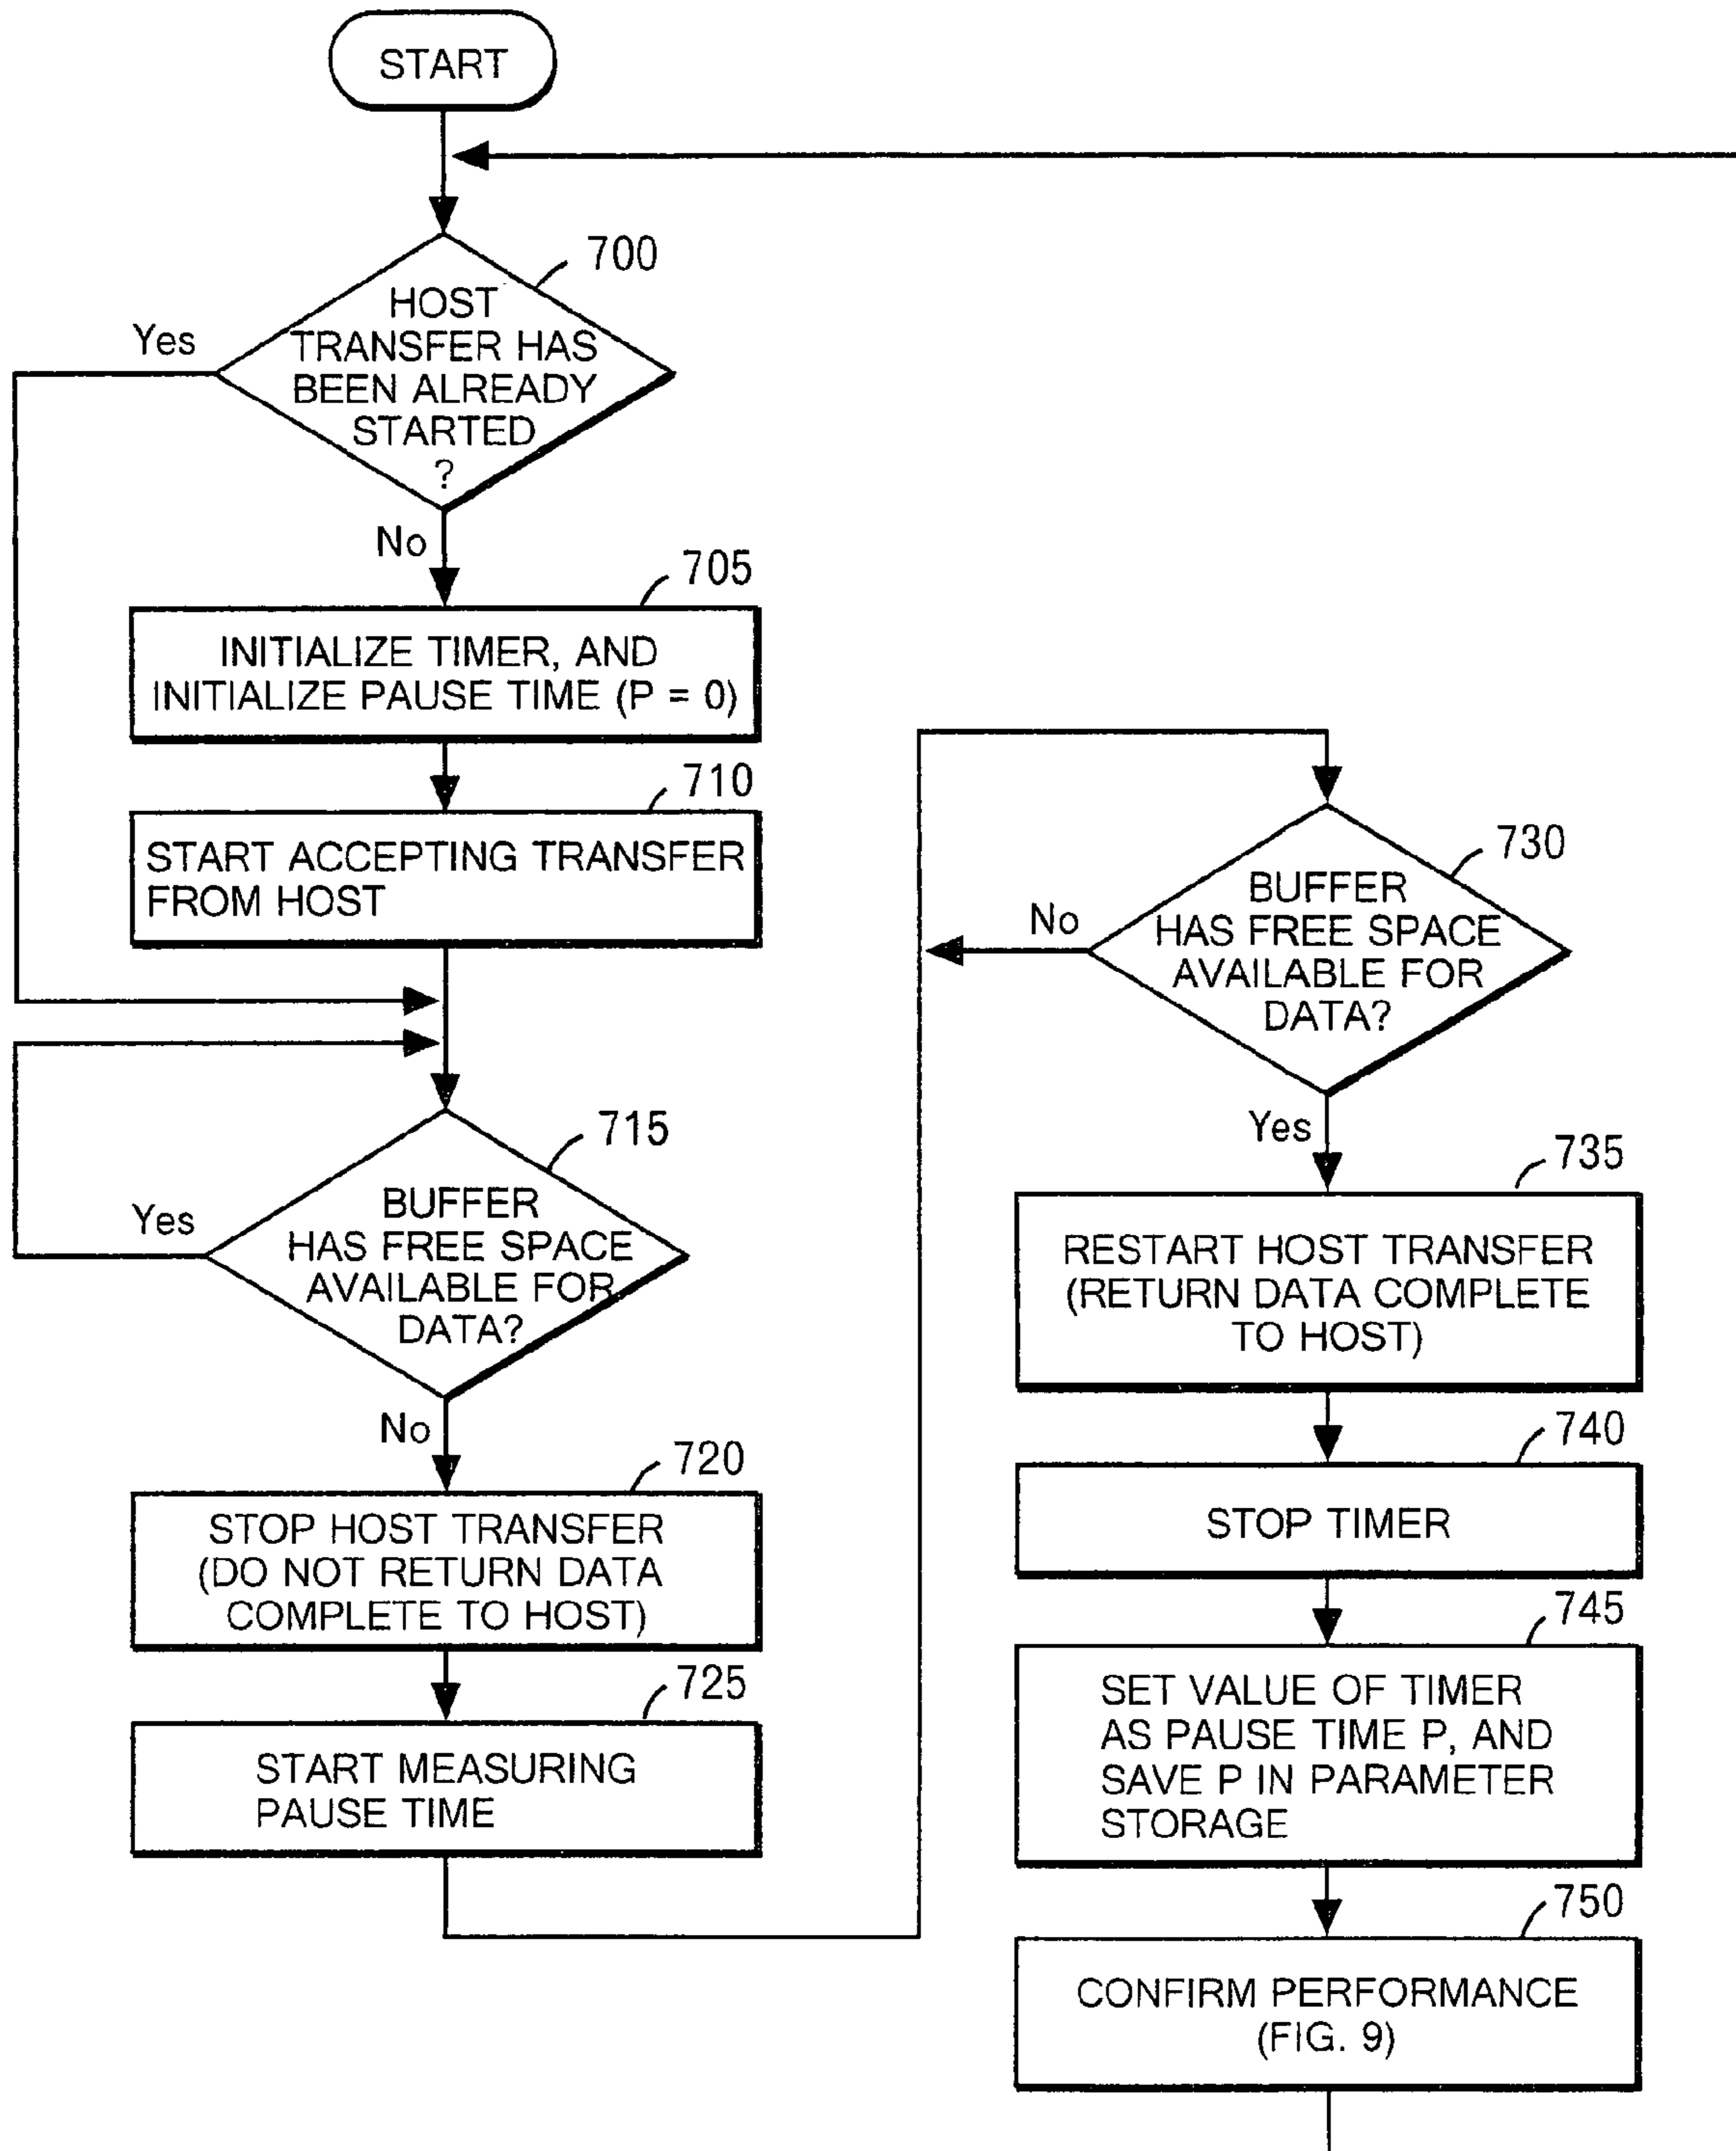 START
700
HOST
TRANSFER HAS
BEEN ALREADY
STARTED
?
Yes
No
705
INITIALIZE TIMER, AND
INITIALIZE PAUSE TIME (P = 0)
710
START ACCEPTING TRANSFER
FROM HOST
715
BUFFER
HAS FREE SPACE
AVAILABLE FOR
DATA?
Yes
No
720
STOP HOST TRANSFER
(DO NOT RETURN DATA
COMPLETE TO HOST)
725
START MEASURING
PAUSE TIME
730
BUFFER
HAS FREE SPACE
AVAILABLE FOR
DATA?
No
Yes
735
RESTART HOST TRANSFER
(RETURN DATA COMPLETE
TO HOST)
740
STOP TIMER
745
SET VALUE OF TIMER
AS PAUSE TIME P, AND
SAVE P IN PARAMETER
STORAGE
750
CONFIRM PERFORMANCE
(FIG. 9)